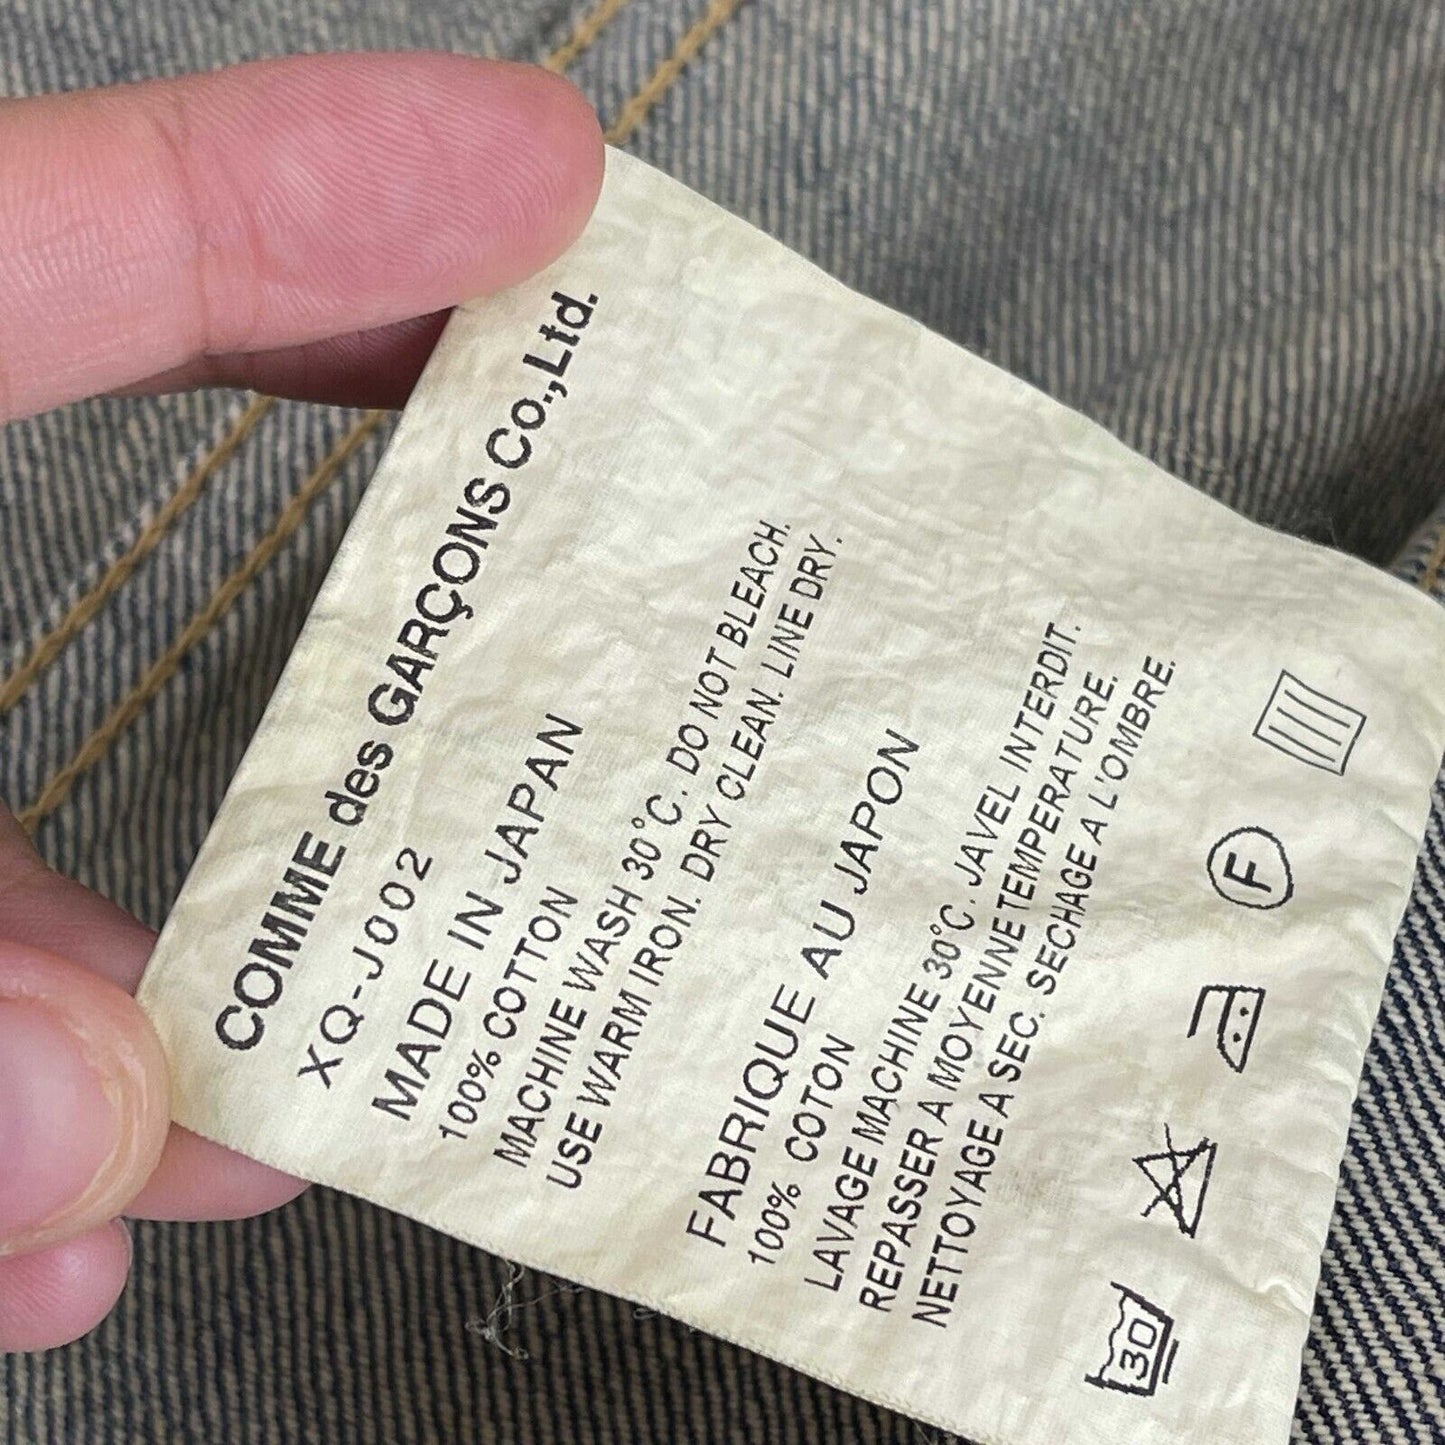 COMME des GARÇONS Co.,Ltd.
XQ-J002
MADE IN JAPAN
100% COTTON
MACHINE WASH 30°C. DO NOT BLEACH.
USE WARM IRON. DRY CLEAN. LINE DRY.
FABRIQUE AU JAPON
100% COTON
LAVAGE MACHINE 30°C. JAVEL INTERDIT.
REPASSER A MOYENNE TEMPERATURE.
NETTOYAGE A SEC. SECHAGE A L'OMBRE.
30
F